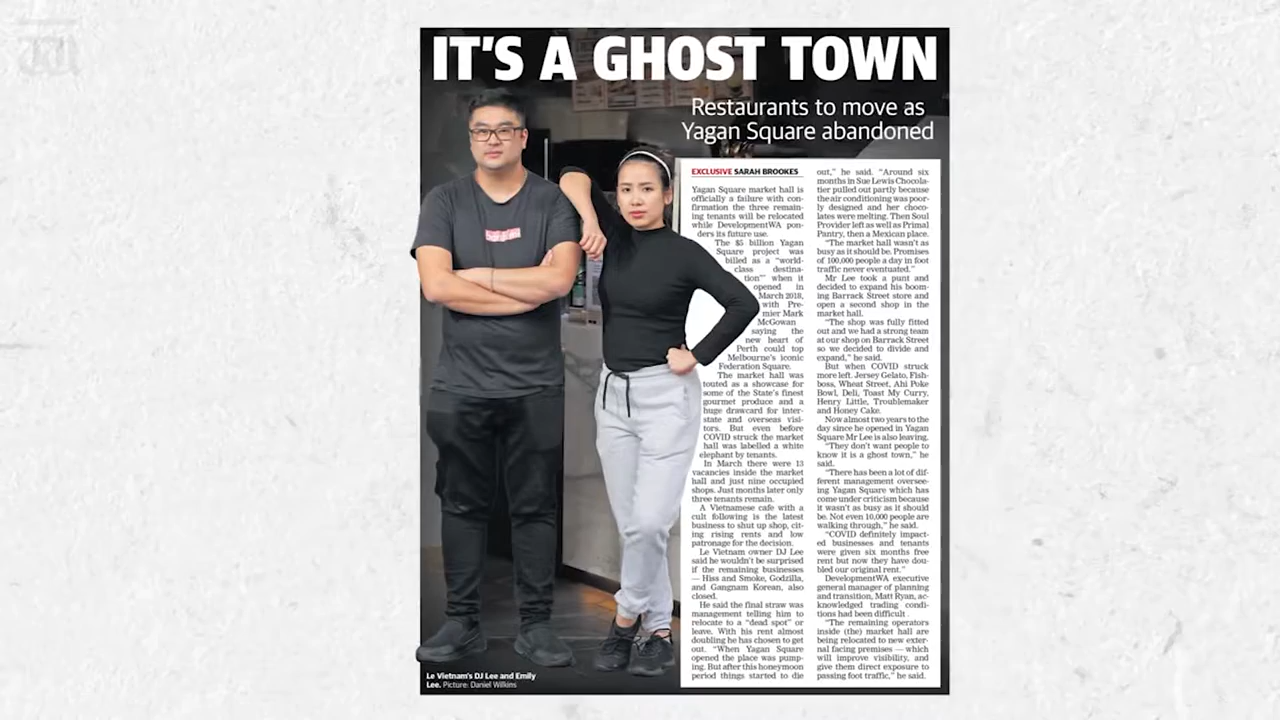 IT'S A GHOST TOWN
Restaurants to move as
Yagan Square abandoned
EXCLUSIVE SARAH BROOKES
Yagan Square market hall is
officially a failure with con-
firmation the three remain-
ing tenants will be relocated
while DevelopmentWA pon-
ders its future use.
The $5 billion Yagan
Square project was
billed as a "world-
class destina-
tion"' when it
opened in
March 2018,
with Pre-
mier Mark
McGowan
saying the
new heart of
Perth could top
Melbourne's iconic
Federation Square.
The market hall was
touted as a showcase for
some of the State's finest
gourmet produce and a
huge drawcard for inter-
state and overseas visi-
tors. But even before
COVID struck the market
hall was labelled a white
elephant by tenants.
In March there were 13
vacancies inside the market
hall and just nine occupied
shops. Just months later only
three tenants remain.
A Vietnamese cafe with a
cult following is the latest
business to shut up shop, cit-
ing rising rents and low
patronage for the decision.
Le Vietnam owner DJ Lee
said he wouldn't be surprised
if the remaining businesses
— Hiss and Smoke, Godzilla,
and Gangnam Korean, also
closed.
He said the final straw was
management telling him to
relocate to a "dead spot" or
leave. With his rent almost
doubling he has chosen to get
out. "When Yagan Square
opened the place was pump-
ing. But after this honeymoon
period things started to die
out," he said. "Around six
months in Sue Lewis Chocola-
tier pulled out partly because
the air conditioning was poor-
ly designed and her choco-
lates were melting. Then Soul
Provider left as well as Primal
Pantry, then a Mexican place.
"The market hall wasn't as
busy as it should be. Promises
of 100,000 people a day in foot
traffic never eventuated."
Mr Lee took a punt and
decided to expand his boom-
ing Barrack Street store and
open a second shop in the
market hall.
"The shop was fully fitted
out and we had a strong team
at our shop on Barrack Street
so we decided to divide and
expand," he said.
But when COVID struck
more left. Jersey Gelato, Fish-
boss, Wheat Street, Ahi Poke
Bowl, Deli, Toast My Curry,
Henry Little, Troublemaker
and Honey Cake.
Now almost two years to the
day since he opened in Yagan
Square Mr Lee is also leaving.
"They don't want people to
know it is a ghost town," he
said.
"There has been a lot of dif-
ferent management oversee-
ing Yagan Square which has
come under criticism because
it wasn't as busy as it should
be. Not even 10,000 people are
walking through," he said.
"COVID definitely impact-
ed businesses and tenants
were given six months free
rent but now they have dou-
bled our original rent."
DevelopmentWA executive
general manager of planning
and transition, Matt Ryan, ac-
knowledged trading condi-
tions had been difficult.
"The remaining operators
inside (the) market hall are
being relocated to new exter-
nal facing premises — which
will improve visibility, and
give them direct exposure to
passing foot traffic," he said.
Le Vietnam's DJ Lee and Emily
Lee. Picture: Daniel Wilkins